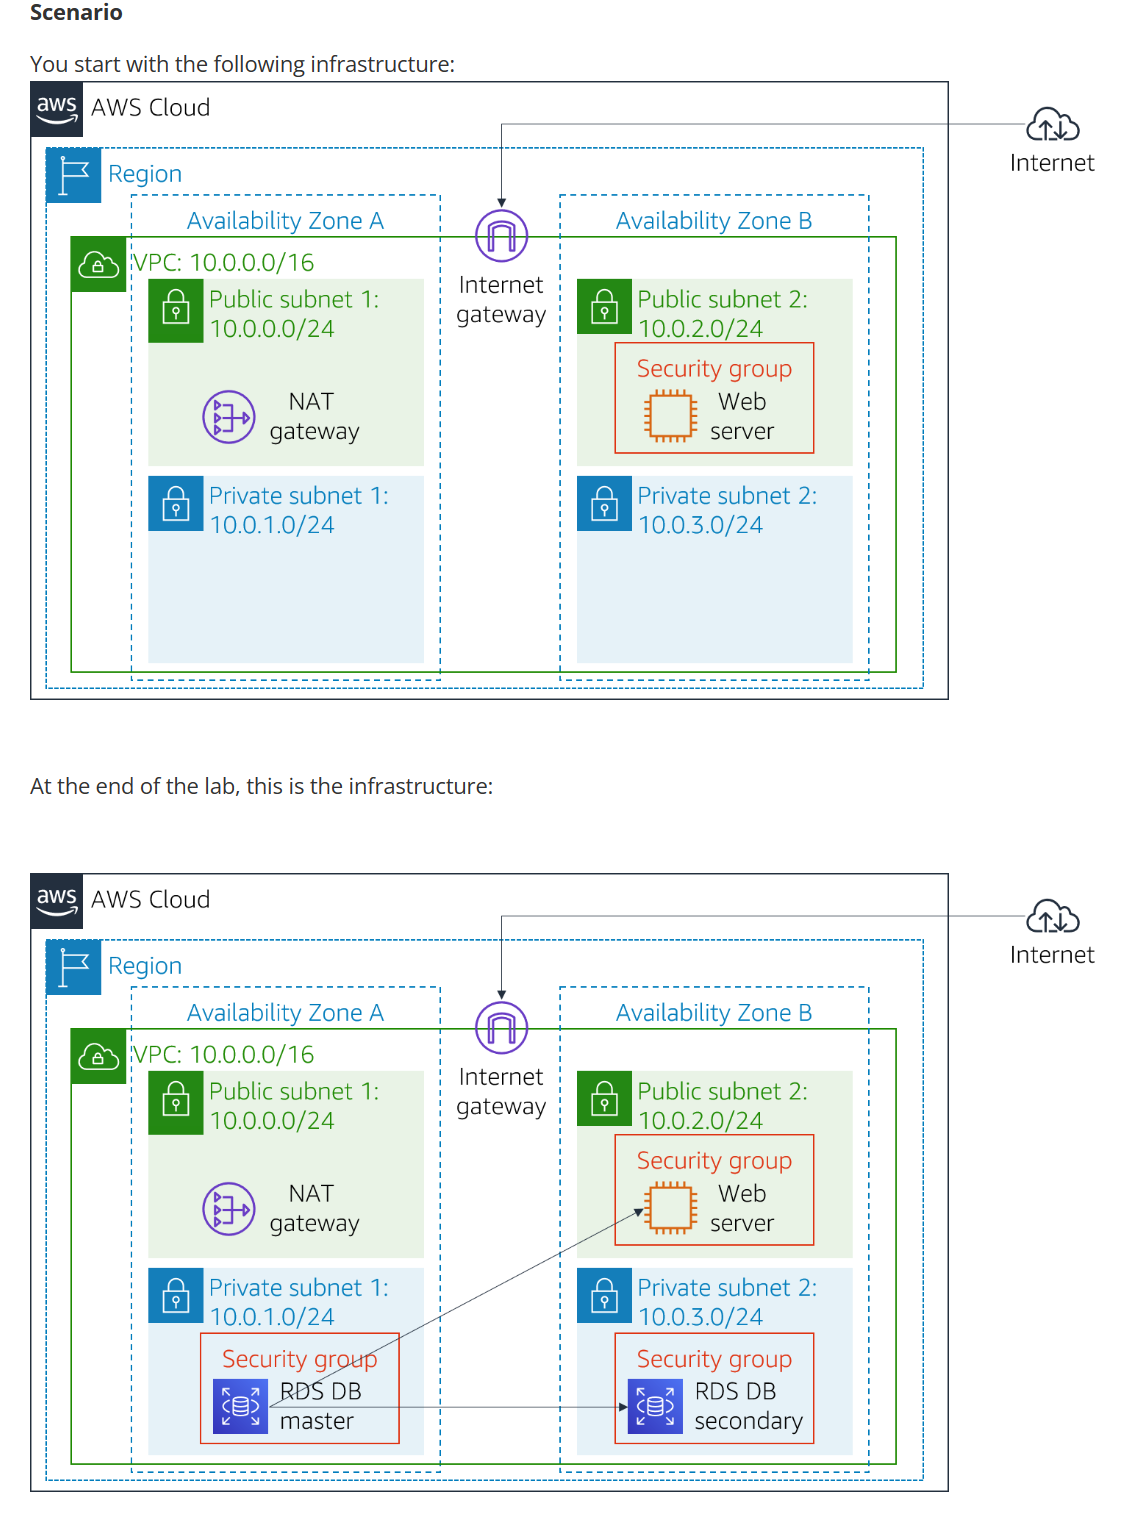 Scenario
You start with the following infrastructure:
aws
AWS Cloud
Internet
Region
Availability Zone A
Availability Zone B
VPC: 10.0.0.0/16
Internet
gateway
Public subnet 1:
10.0.0.0/24
Public subnet 2:
10.0.2.0/24
Security group
NAT
gateway
Web
server
Private subnet 1:
10.0.1.0/24
Private subnet 2:
10.0.3.0/24
At the end of the lab, this is the infrastructure:
aws
AWS Cloud
Internet
Region
Availability Zone A
Availability Zone B
VPC: 10.0.0.0/16
Internet
gateway
Public subnet 1:
10.0.0.0/24
Public subnet 2:
10.0.2.0/24
Security group
NAT
gateway
Web
server
Private subnet 1:
10.0.1.0/24
Private subnet 2:
10.0.3.0/24
Security group
RDS DB
master
Security group
RDS DB
secondary